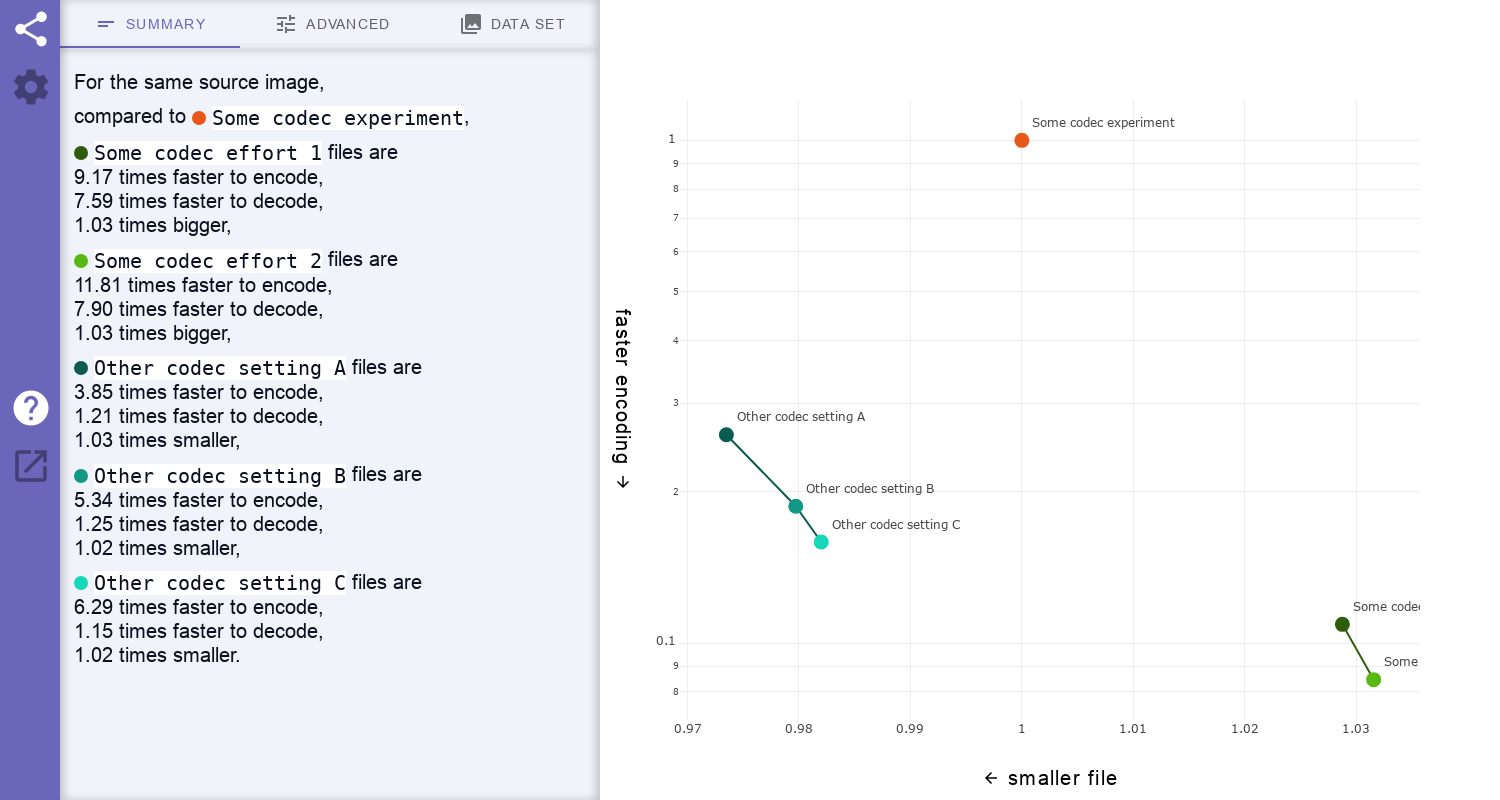 SUMMARY
ADVANCED
DATA SET
For the same source image,
compared to Some codec experiment,
Some codec effort 1 files are
9.17 times faster to encode,
7.59 times faster to decode,
1.03 times bigger,
Some codec effort 2 files are
11.81 times faster to encode,
7.90 times faster to decode,
1.03 times bigger,
Other codec setting A files are
3.85 times faster to encode,
1.21 times faster to decode,
1.03 times smaller,
Other codec setting B files are
5.34 times faster to encode,
1.25 times faster to decode,
1.02 times smaller,
Other codec setting C files are
6.29 times faster to encode,
1.15 times faster to decode,
1.02 times smaller.
faster encoding →
1
9
8
7
6
5
4
3
2
0.1
9
8
Some codec experiment
Other codec setting A
Other codec setting B
Other codec setting C
Some codec
Some
0.97
0.98
0.99
1
1.01
1.02
1.03
← smaller file